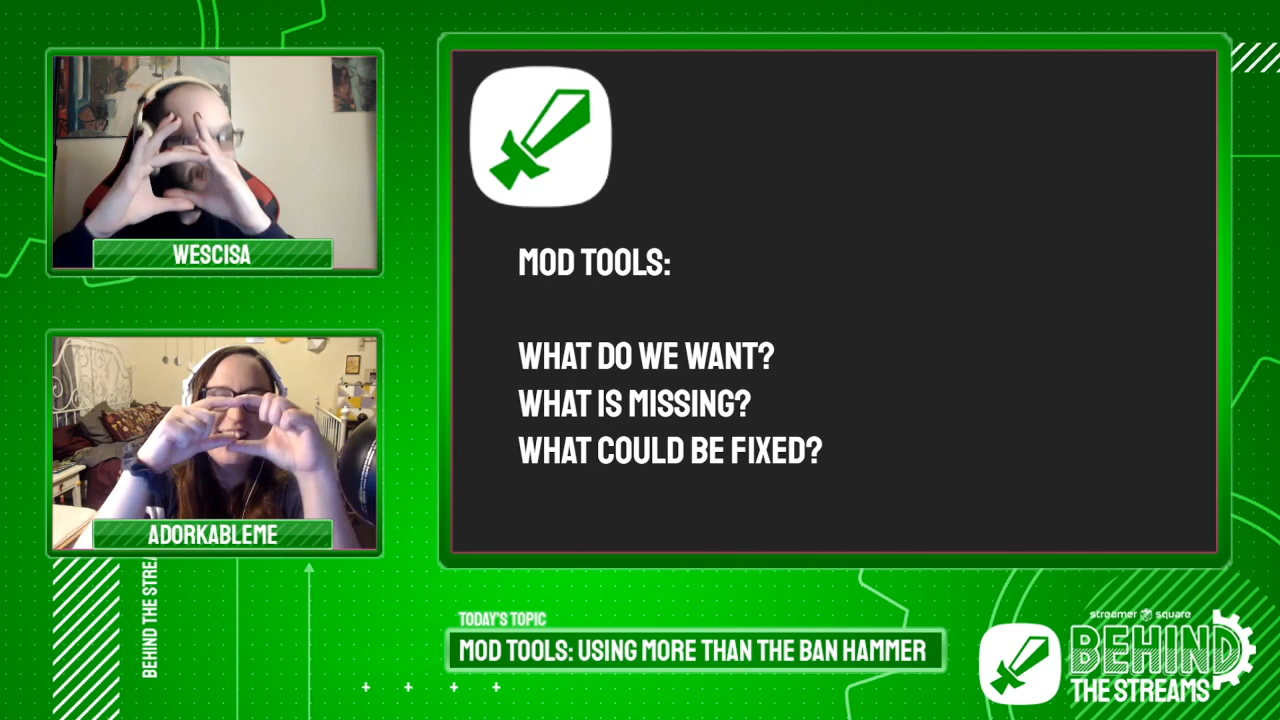 WESCISA
ADORKABLEME
BEHIND THE STREA
MOD TOOLS:
WHAT DO WE WANT?
WHAT IS MISSING?
WHAT COULD BE FIXED?
TODAY'S TOPIC
MOD TOOLS: USING MORE THAN THE BAN HAMMER
streamer square
BEHIND
THE STREAMS